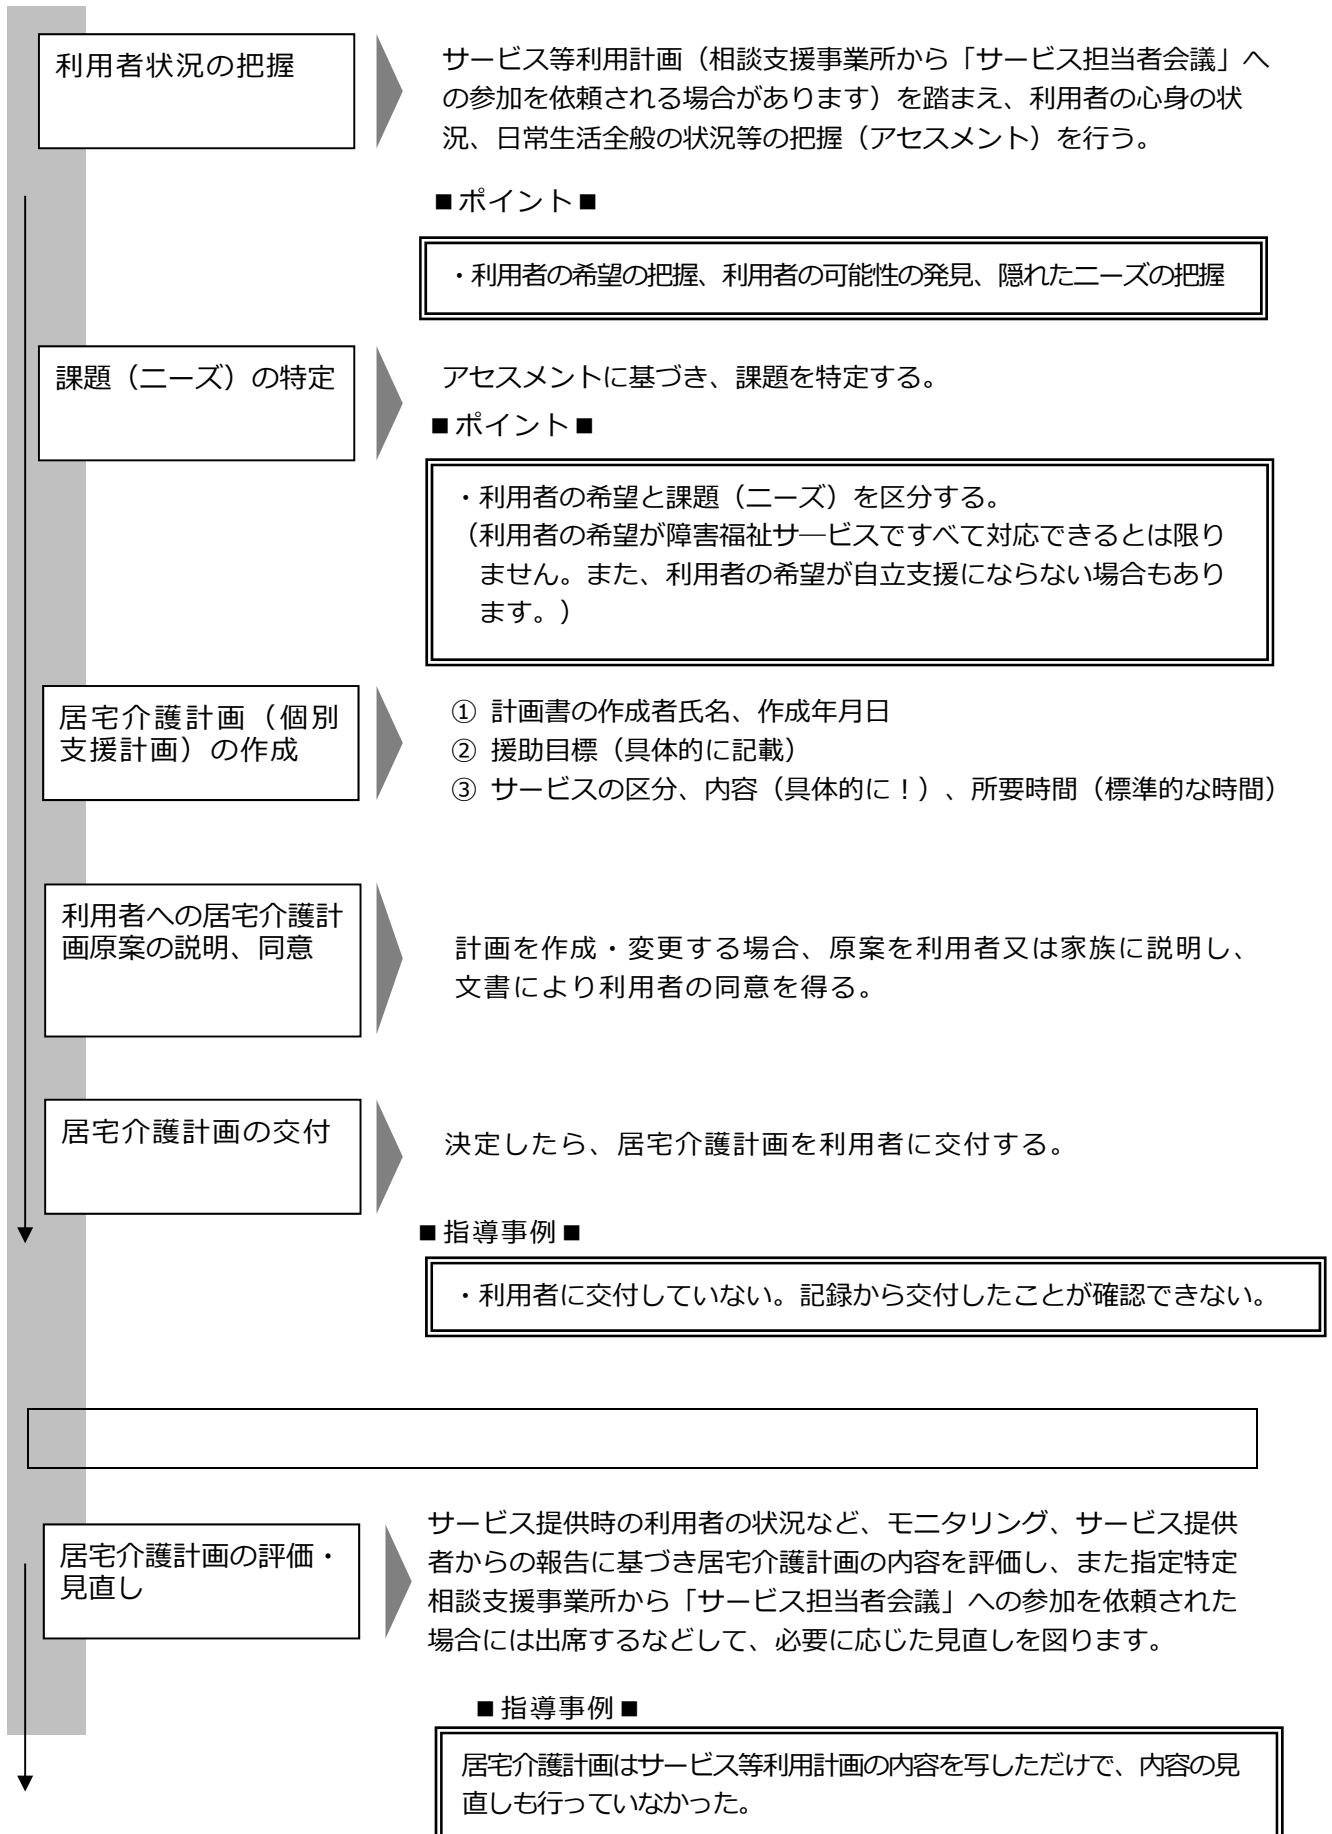 利用者状況の把握
サービス等利用計画（相談支援事業所から「サービス担当者会議」へ
の参加を依頼される場合があります）を踏まえ、利用者の心身の状
況、日常生活全般の状況等の把握（アセスメント）を行う。
■ポイント■
・利用者の希望の把握、利用者の可能性の発見、隠れたニーズの把握
課題（ニーズ）の特定
アセスメントに基づき、課題を特定する。
■ポイント■
・利用者の希望と課題（ニーズ）を区分する。
（利用者の希望が障害福祉サ―ビスですべて対応できるとは限り
ません。また、利用者の希望が自立支援にならない場合もあり
ます。）
居宅介護計画（個別
支援計画）の作成
① 計画書の作成者氏名、作成年月日
② 援助目標（具体的に記載）
③ サービスの区分、内容（具体的に！）、所要時間（標準的な時間）
利用者への居宅介護計
画原案の説明、同意
計画を作成・変更する場合、原案を利用者又は家族に説明し、
文書により利用者の同意を得る。
居宅介護計画の交付
決定したら、居宅介護計画を利用者に交付する。
■指導事例■
・利用者に交付していない。記録から交付したことが確認できない。
居宅介護計画の評価・
見直し
サービス提供時の利用者の状況など、モニタリング、サービス提供
者からの報告に基づき居宅介護計画の内容を評価し、また指定特定
相談支援事業所から「サービス担当者会議」への参加を依頼された
場合には出席するなどして、必要に応じた見直しを図ります。
■指導事例■
居宅介護計画はサービス等利用計画の内容を写しただけで、内容の見
直しも行っていなかった。